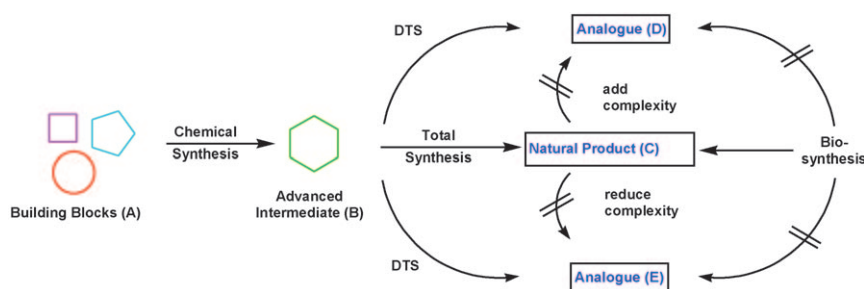 DTS
Analogue (D)
add
complexity
Chemical
Synthesis
Total
Synthesis
Natural Product (C)
Bio-
synthesis
Building Blocks (A)
Advanced
Intermediate (B)
reduce
complexity
DTS
Analogue (E)